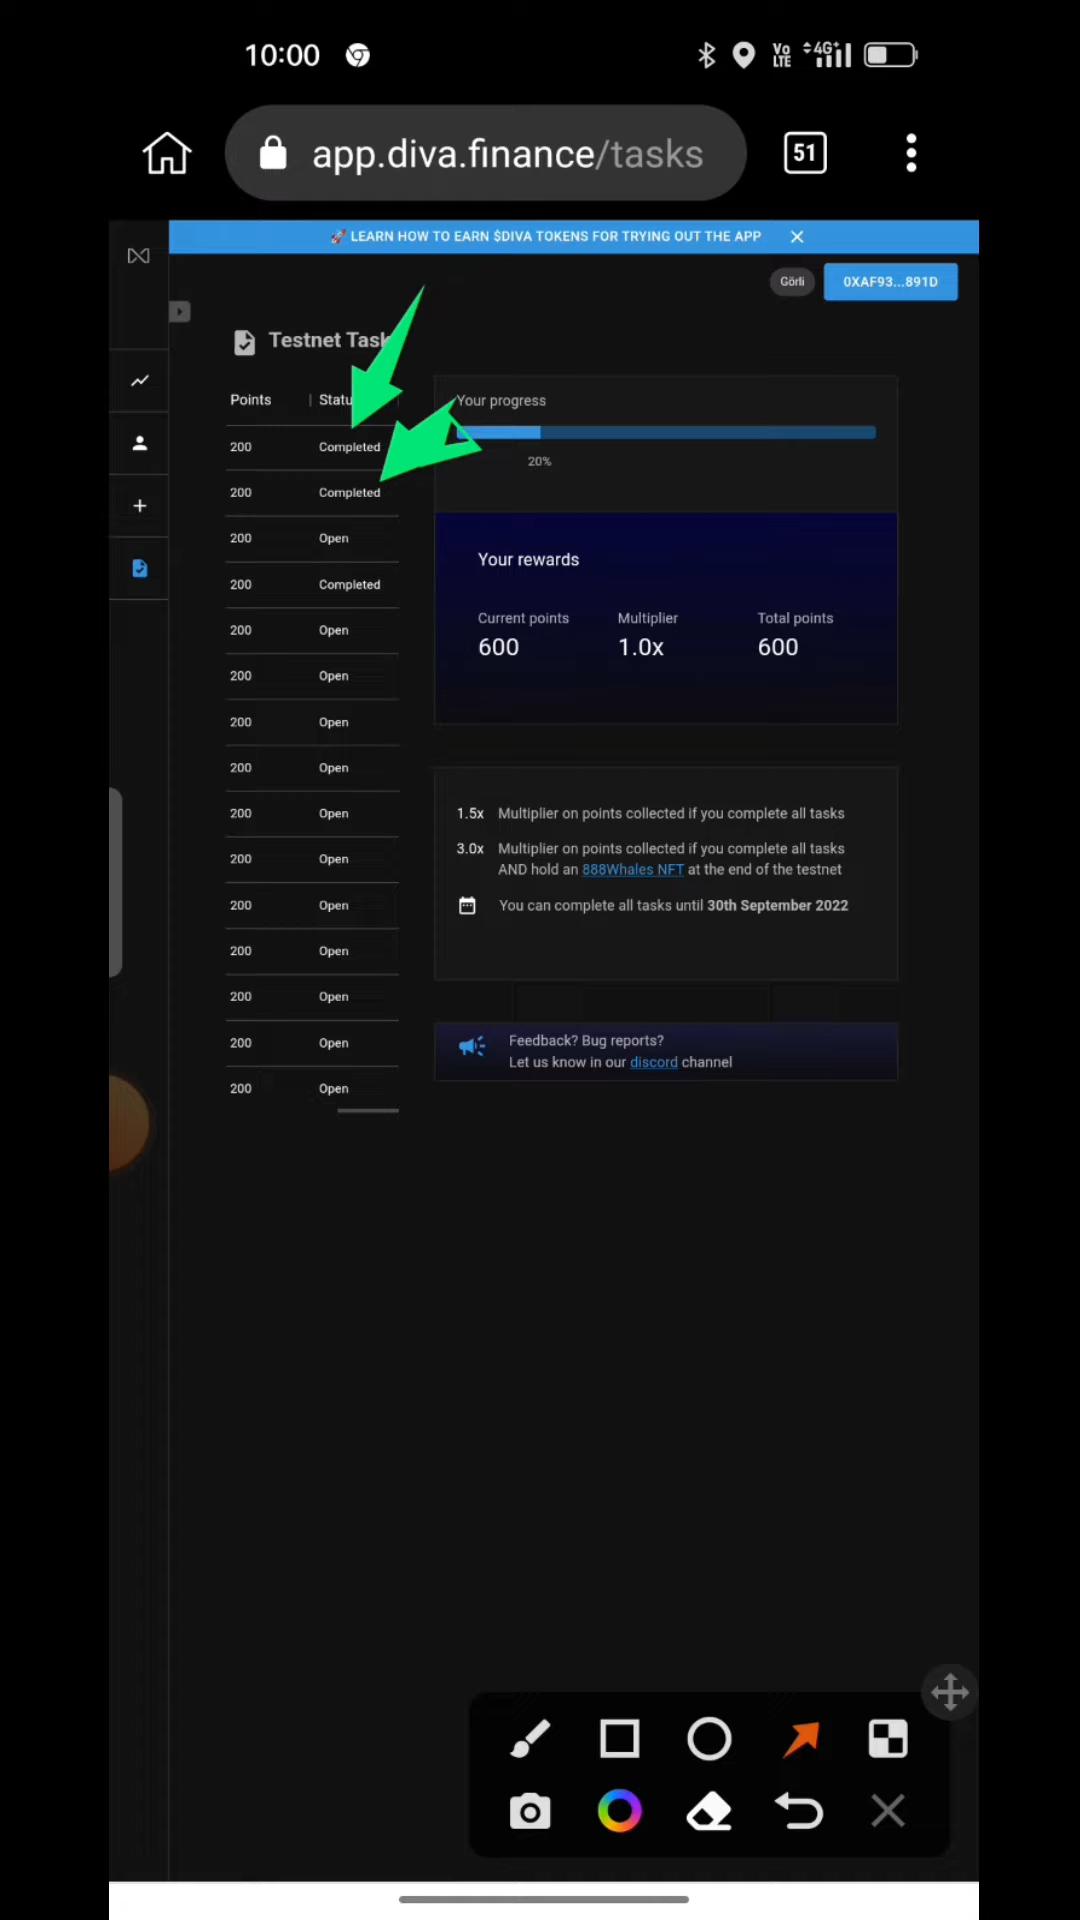 10:00
Vo LTE 4G+
app.diva.finance/tasks
51
🚀 LEARN HOW TO EARN $DIVA TOKENS FOR TRYING OUT THE APP
Görli
0XAF93...891D
Testnet Task
Points | Statu
200 Completed
200 Completed
200 Open
200 Completed
200 Open
200 Open
200 Open
200 Open
200 Open
200 Open
200 Open
200 Open
200 Open
200 Open
200 Open
Your progress
20%
Your rewards
Current points Multiplier Total points
600 1.0x 600
1.5x Multiplier on points collected if you complete all tasks
3.0x Multiplier on points collected if you complete all tasks
AND hold an 888Whales NFT at the end of the testnet
You can complete all tasks until 30th September 2022
Feedback? Bug reports?
Let us know in our discord channel